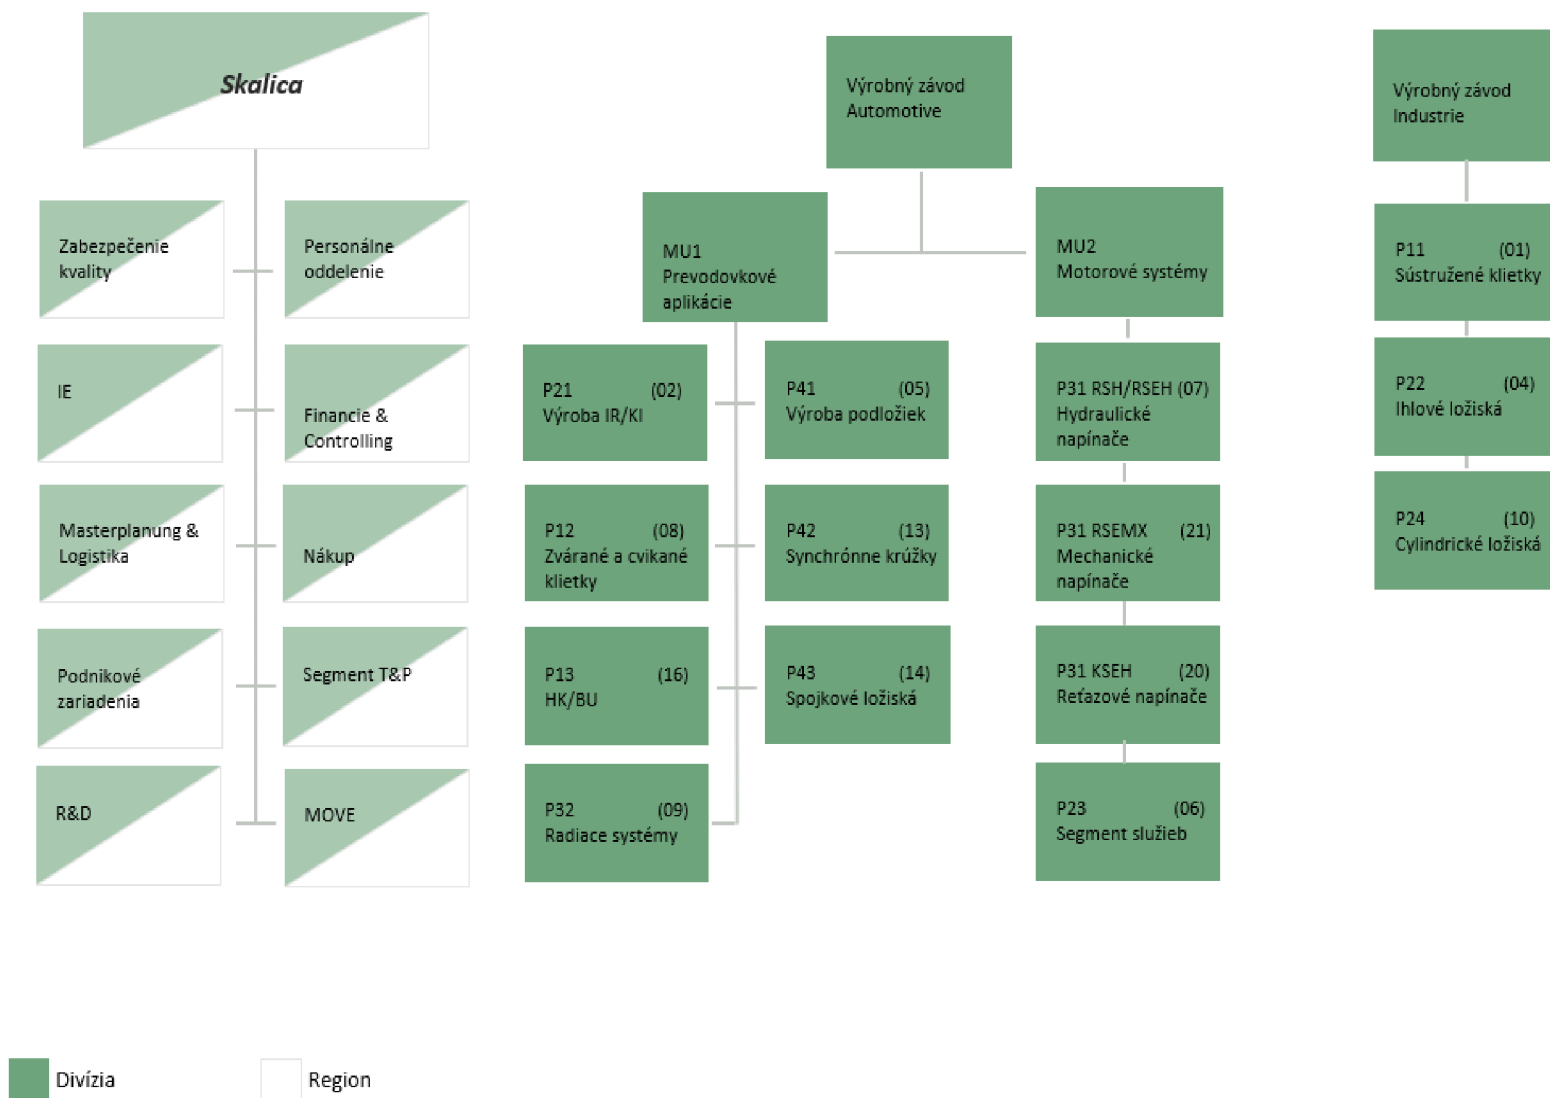 Skalica
Zabezpečenie
kvality
Personálne
oddelenie
IE
Financie &
Controlling
Masterplanung &
Logistika
Nákup
Podnikové
zariadenia
Segment T&P
R&D
MOVE
Výrobný závod
Automotive
MU1
Prevodovkové
aplikácie
P21 (02)
Výroba IR/KI
P41 (05)
Výroba podložiek
P12 (08)
Zvárané a cvikané
klietky
P42 (13)
Synchrónne krúžky
P13 (16)
HK/BU
P43 (14)
Spojkové ložiská
P32 (09)
Radiace systémy
MU2
Motorové systémy
P31 RSH/RSEH (07)
Hydraulické
napínače
P31 RSEMX (21)
Mechanické
napínače
P31 KSEH (20)
Reťazové napínače
P23 (06)
Segment služieb
Výrobný závod
Industrie
P11 (01)
Sústružené klietky
P22 (04)
Ihlové ložiská
P24 (10)
Cylindrické ložiská
Divízia
Region